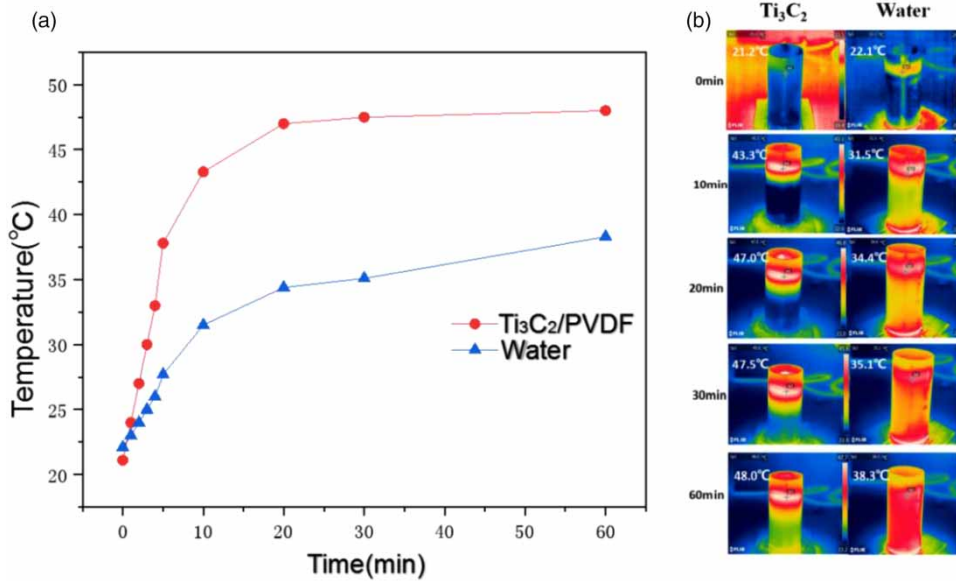 (a)
50
45
40
35
30
25
20
Temperature(℃)
0
10
20
30
40
50
60
Time(min)
Ti₃C₂/PVDF
Water
(b)
Ti₃C₂ Water
0min
21.2℃ 22.1℃
10min
43.3℃ 31.5℃
20min
47.0℃ 34.4℃
30min
47.5℃ 35.1℃
60min
48.0℃ 38.3℃